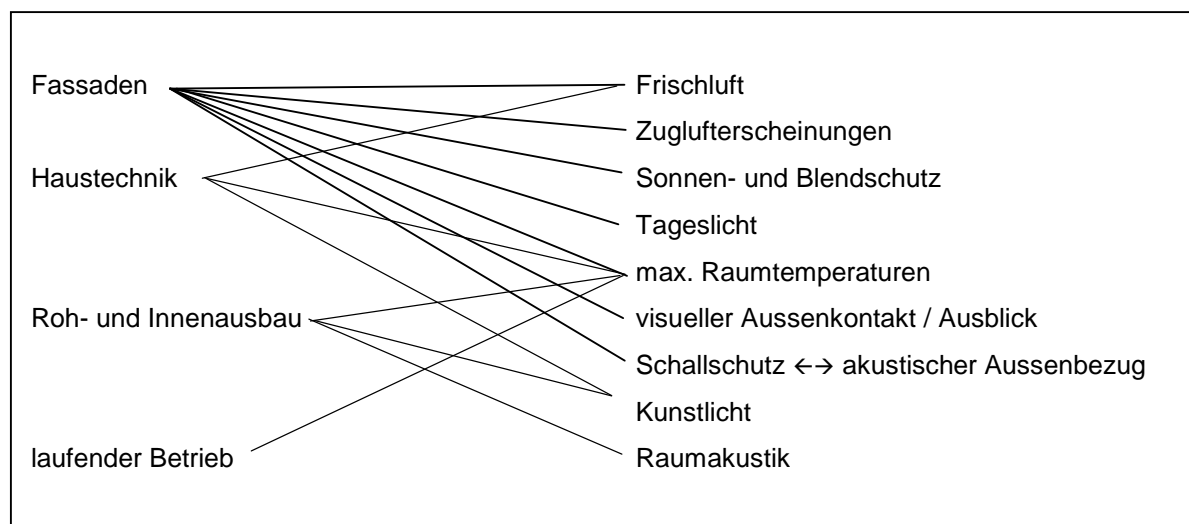 Fassaden
Haustechnik
Roh- und Innenausbau
laufender Betrieb
Frischluft
Zuglufterscheinungen
Sonnen- und Blendschutz
Tageslicht
max. Raumtemperaturen
visueller Aussenkontakt / Ausblick
Schallschutz ←→ akustischer Aussenbezug
Kunstlicht
Raumakustik